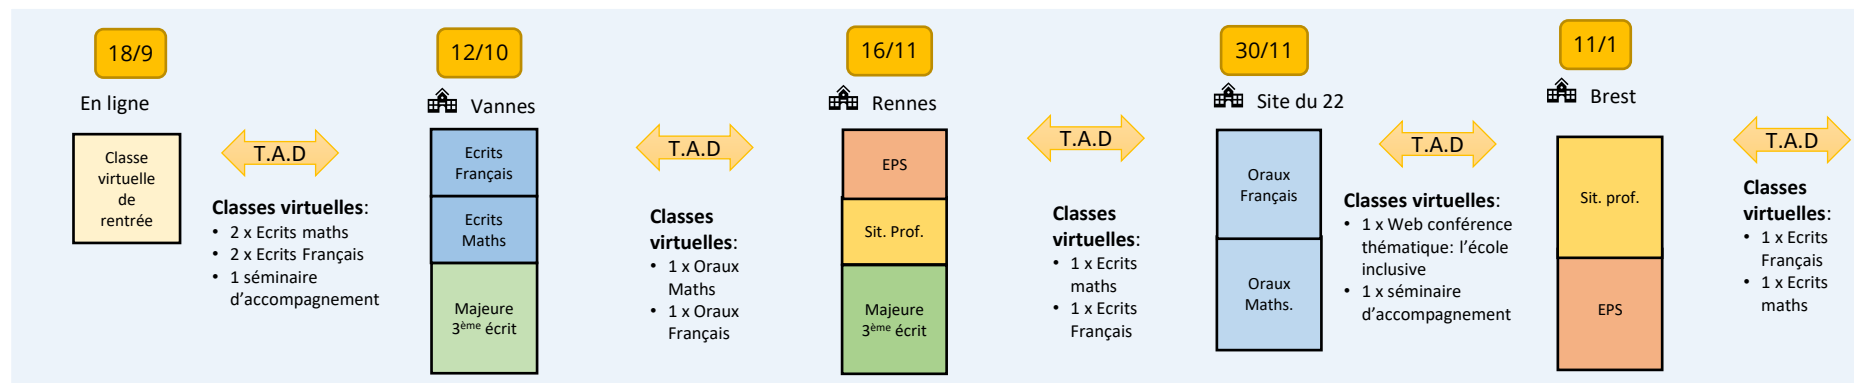 18/9
En ligne
Classe
virtuelle
de
rentrée
T.A.D
Classes virtuelles:
• 2 x Ecrits maths
• 2 x Ecrits Français
• 1 séminaire
d’accompagnement
12/10
Vannes
Ecrits
Français
Ecrits
Maths
Majeure
3ème écrit
T.A.D
Classes
virtuelles:
• 1 x Oraux
Maths
• 1 x Oraux
Français
16/11
Rennes
EPS
Sit. Prof.
Majeure
3ème écrit
T.A.D
Classes
virtuelles:
• 1 x Ecrits
maths
• 1 x Ecrits
Français
30/11
Site du 22
Oraux
Français
Oraux
Maths.
T.A.D
Classes virtuelles:
• 1 x Web conférence
thématique: l’école
inclusive
• 1 x séminaire
d’accompagnement
11/1
Brest
Sit. prof.
EPS
T.A.D
Classes
virtuelles:
• 1 x Ecrits
Français
• 1 x Ecrits
maths